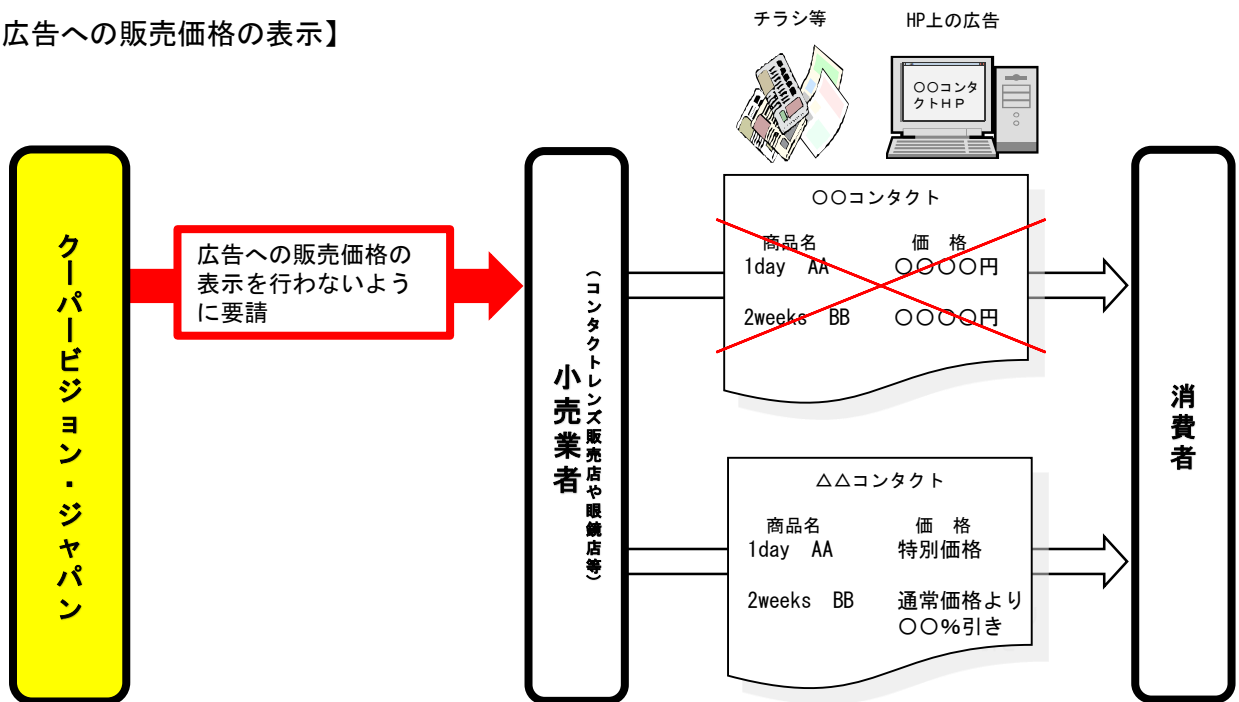 広告への販売価格の表示】
チラシ等
HP上の広告
〇〇コンタ
クトＨＰ
クーパービジョン・ジャパン
広告への販売価格の
表示を行わないよう
に要請
小売業者
（コンタクトレンズ販売店や眼鏡店等）
〇〇コンタクト
商品名　価　格
1day　AA　〇〇〇〇円
2weeks　BB　〇〇〇〇円
△△コンタクト
商品名　価　格
1day　AA　特別価格
2weeks　BB　通常価格より
〇〇%引き
消費者